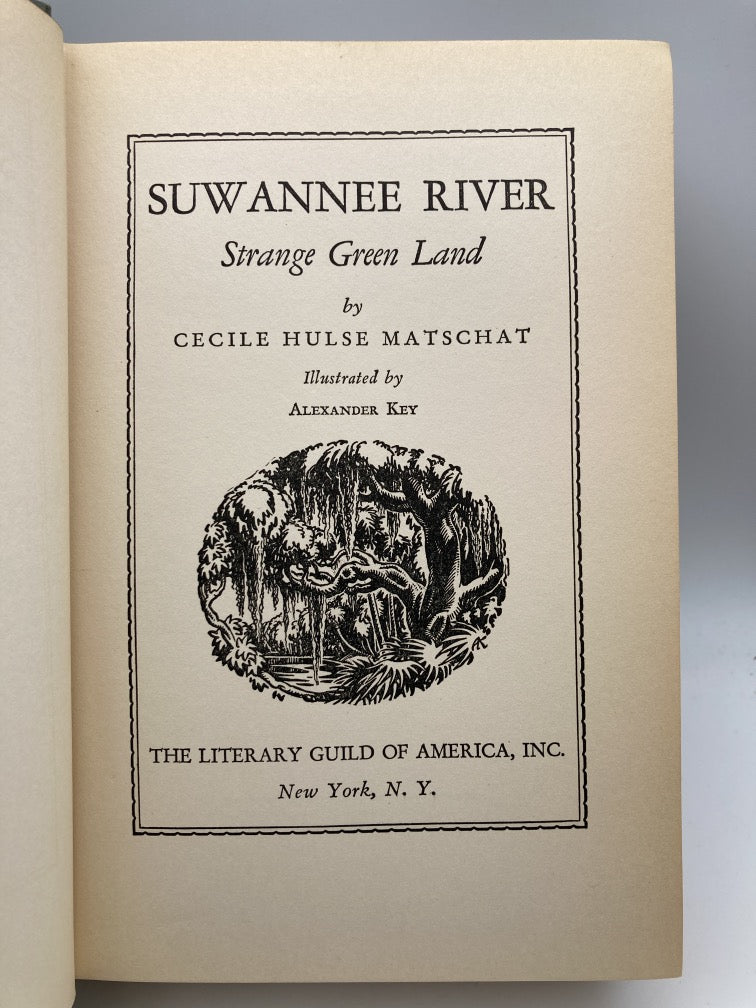 SUWANNEE RIVER
Strange Green Land
by
CECILE HULSE MATSCHAT
Illustrated by
ALEXANDER KEY
AK
THE LITERARY GUILD OF AMERICA, INC.
New York, N. Y.